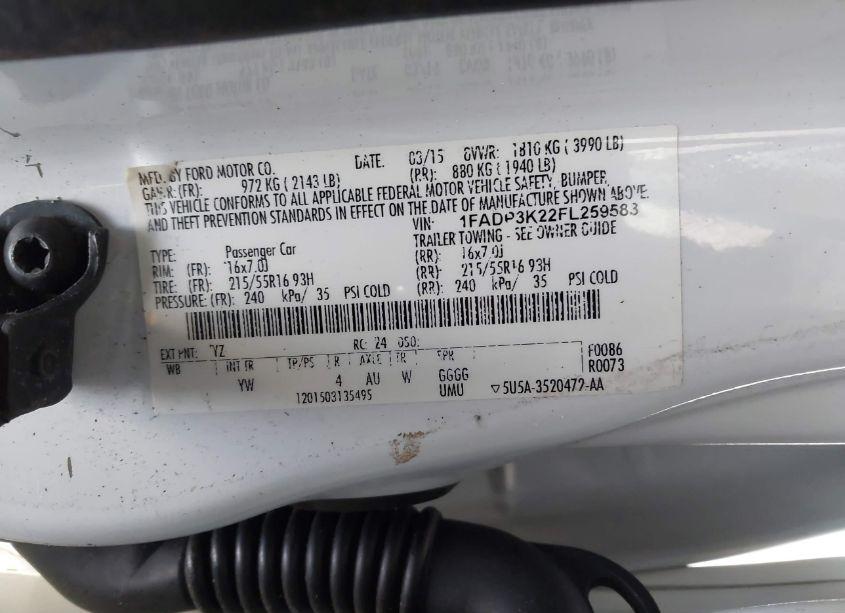 MFD. BY FORD MOTOR CO. DATE. 03/15 GVWR: 1810 KG ( 3990 LB)
GAWR: (FR): 972 KG ( 2143 LB) (RR): 880 KG ( 1940 LB)
THIS VEHICLE CONFORMS TO ALL APPLICABLE FEDERAL MOTOR VEHICLE SAFETY, BUMPER,
AND THEFT PREVENTION STANDARDS IN EFFECT ON THE DATE OF MANUFACTURE SHOWN ABOVE.
VIN: 1FADP3K22FL259583
TYPE: Passenger Car TRAILER TOWING - SEE OWNER GUIDE
RIM: (FR): 16x7.0J (RR): 16x7.0J
TIRE: (FR): 215/55R16 93H (RR): 215/55R16 93H
PRESSURE: (FR): 240 kPa/ 35 PSI COLD (RR): 240 kPa/ 35 PSI COLD
EXT PNT: YZ RC: 24 DSO: F0086
WB INT TR TP/PS R AXLE TR SPR R0073
YW 4 AU W GGGG
1201503135495 UMU ▽ 5U5A-3520472-AA